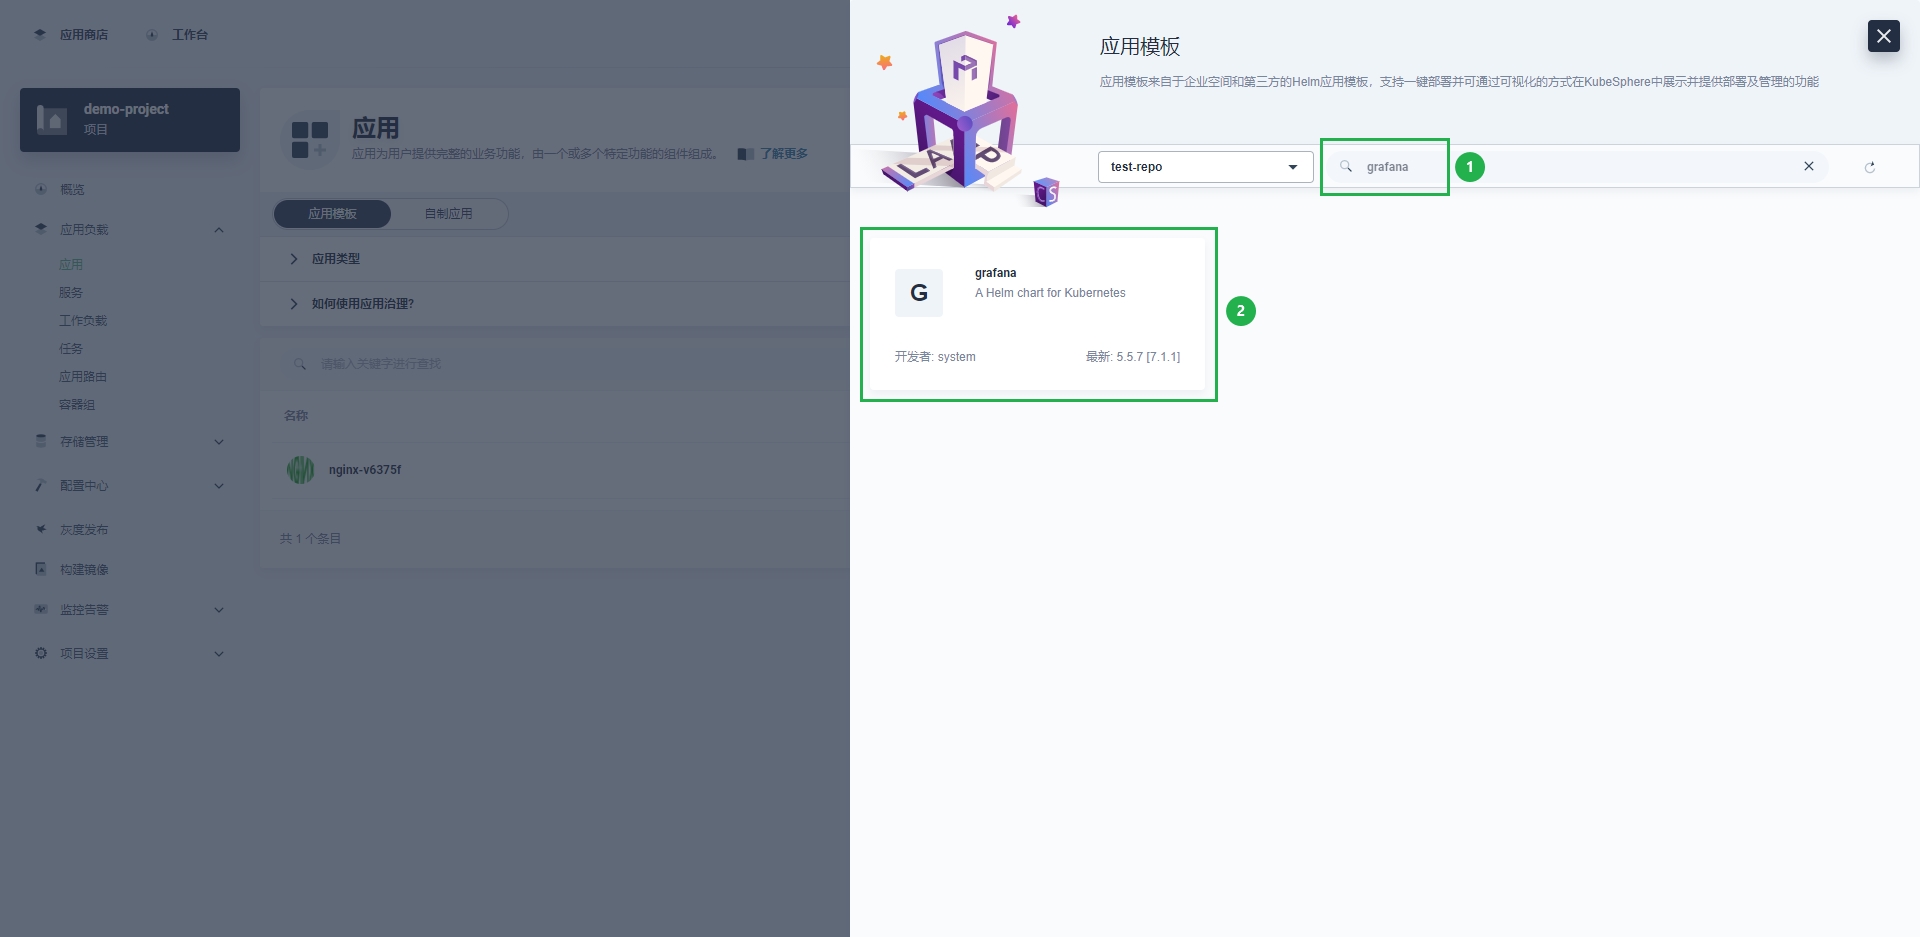 应用商店
工作台
demo-project
项目
概览
应用负载
应用
服务
工作负载
任务
应用路由
容器组
存储管理
配置中心
灰度发布
构建镜像
监控告警
项目设置
应用
应用为用户提供完整的业务功能，由一个或多个特定功能的组件组成。
了解更多
应用模板
自制应用
应用类型
如何使用应用治理?
请输入关键字进行查找
名称
nginx-v6375f
共 1 个条目
应用模板
应用模板来自于企业空间和第三方的Helm应用模板，支持一键部署并可通过可视化的方式在KubeSphere中展示并提供部署及管理的功能
test-repo
grafana
1
G
grafana
A Helm chart for Kubernetes
开发者: system
最新: 5.5.7 [7.1.1]
2